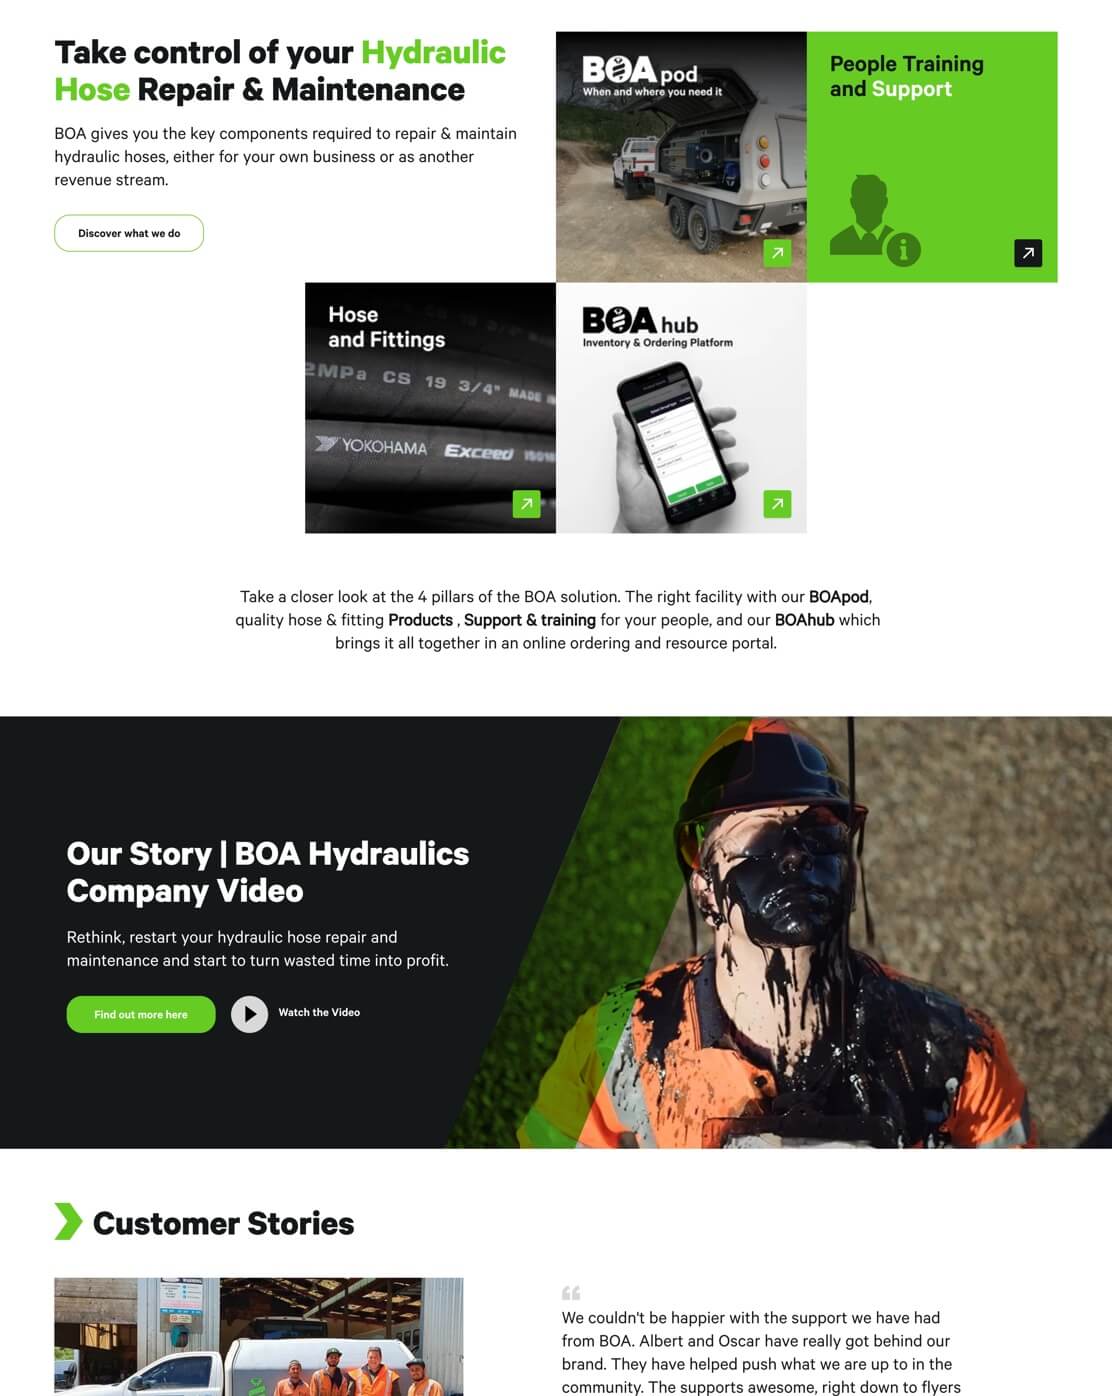 Take control of your Hydraulic
Hose Repair & Maintenance
BOA gives you the key components required to repair & maintain
hydraulic hoses, either for your own business or as another
revenue stream.
Discover what we do
BOA pod
When and where you need it
People Training
and Support
Hose
and Fittings
2MPa CS 19 3/4" MADE
YOKOHAMA Exceed
BOA hub
Inventory & Ordering Platform
Take a closer look at the 4 pillars of the BOA solution. The right facility with our BOApod,
quality hose & fitting Products , Support & training for your people, and our BOAhub which
brings it all together in an online ordering and resource portal.
Our Story | BOA Hydraulics
Company Video
Rethink, restart your hydraulic hose repair and
maintenance and start to turn wasted time into profit.
Find out more here
Watch the Video
Customer Stories
“
We couldn't be happier with the support we have had
from BOA. Albert and Oscar have really got behind our
brand. They have helped push what we are up to in the
community. The supports awesome, right down to flyers